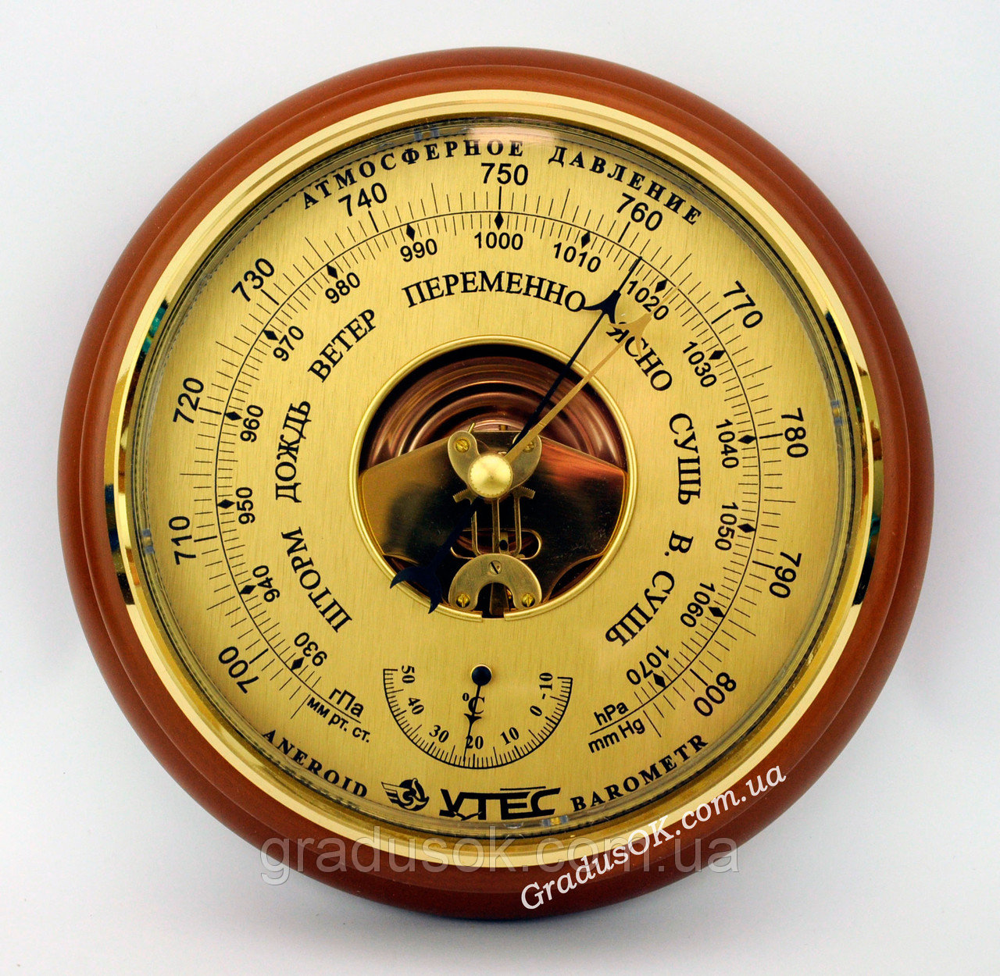 АТМОСФЕРНОЕ ДАВЛЕНИЕ
700 710 720 730 740 750 760 770 780 790 800
930 940 950 960 970 980 990 1000 1010 1020 1030 1040 1050 1060 1070
ШТОРМ ДОЖДЬ ВЕТЕР ПЕРЕМЕННО ЯСНО СУШЬ В. СУШЬ
гПа
мм рт. ст.
hPa
mm Hg
50 40 30 20 10 0 -10
°C
ANEROID УТЕС BAROMETR
gradusok.com.ua
GradusOK.com.ua